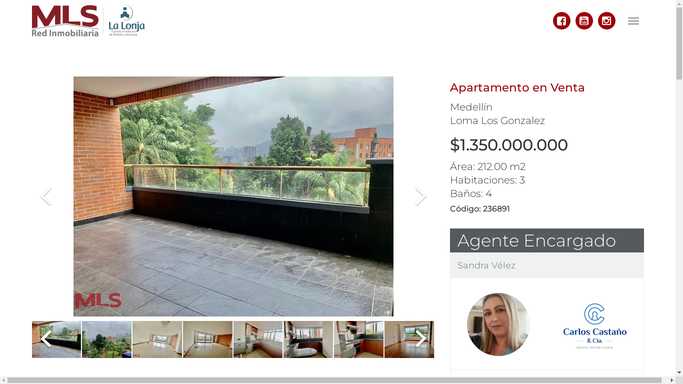 MLS
Red Inmobiliaria
La Lonja
Apartamento en Venta
Medellín
Loma Los Gonzalez
$1.350.000.000
Área: 212.00 m2
Habitaciones: 3
Baños: 4
Código: 236891
MLS
Agente Encargado
Sandra Vélez
Carlos Castaño
& Cía.